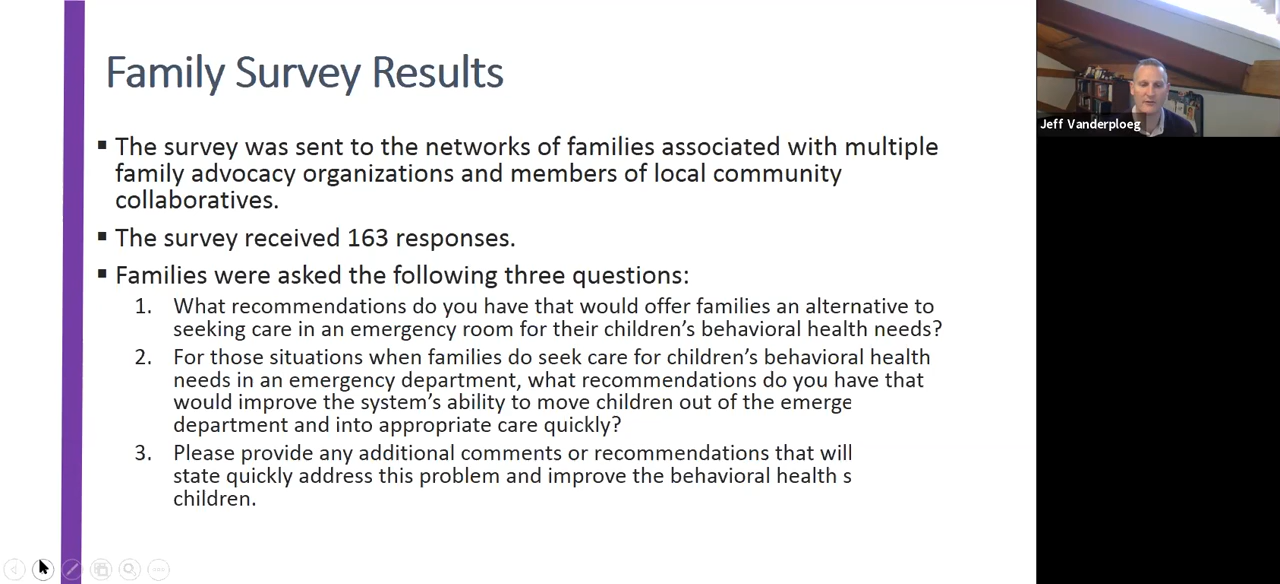 Family Survey Results
▪ The survey was sent to the networks of families associated with multiple
family advocacy organizations and members of local community
collaboratives.
▪ The survey received 163 responses.
▪ Families were asked the following three questions:
1. What recommendations do you have that would offer families an alternative to
seeking care in an emergency room for their children's behavioral health needs?
2. For those situations when families do seek care for children's behavioral health
needs in an emergency department, what recommendations do you have that
would improve the system's ability to move children out of the emerge
department and into appropriate care quickly?
3. Please provide any additional comments or recommendations that will
state quickly address this problem and improve the behavioral health s
children.
Jeff Vanderploeg